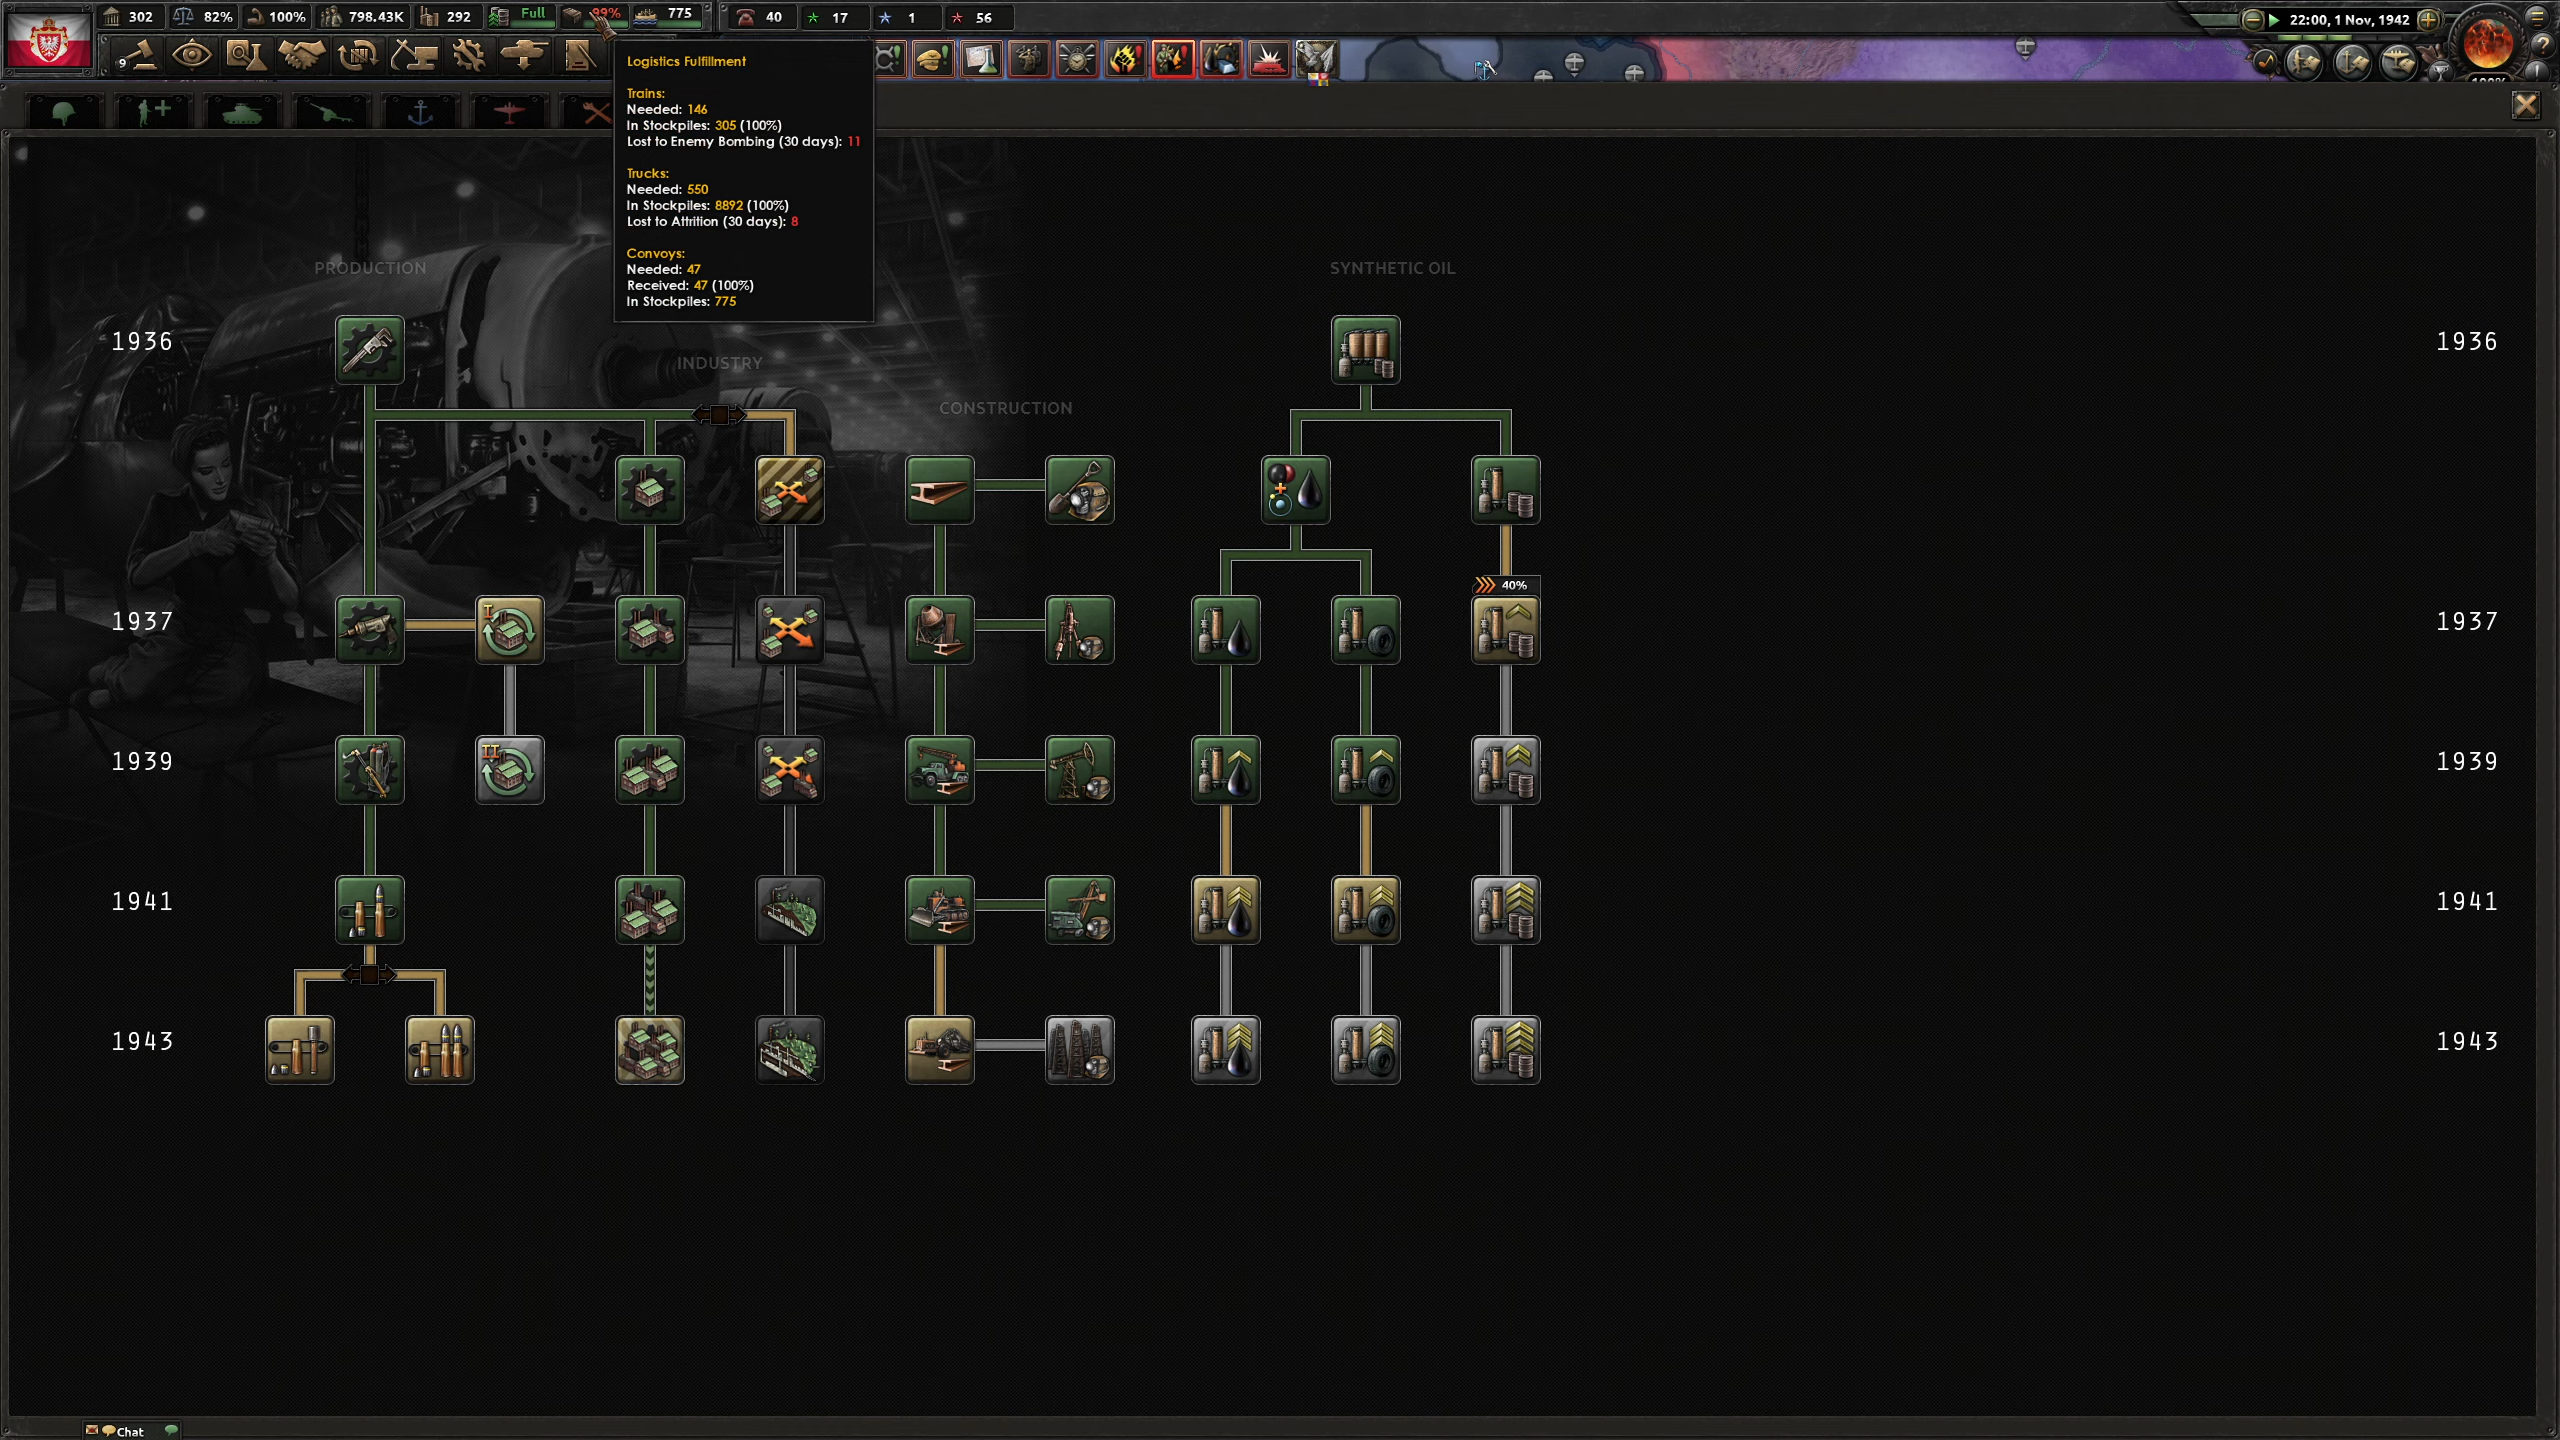 302 82% 100% 798.43K 292 Full 99% 775 40 17 1 56 22:00, 1 Nov, 1942
9
Logistics Fulfillment
Trains:
Needed: 146
In Stockpiles: 305 (100%)
Lost to Enemy Bombing (30 days): 11
Trucks:
Needed: 550
In Stockpiles: 8892 (100%)
Lost to Attrition (30 days): 8
Convoys:
Needed: 47
Received: 47 (100%)
In Stockpiles: 775
PRODUCTION
SYNTHETIC OIL
1936
1936
INDUSTRY
CONSTRUCTION
40%
1937
I
1937
1939
II
1939
1941
1941
1943
1943
Chat